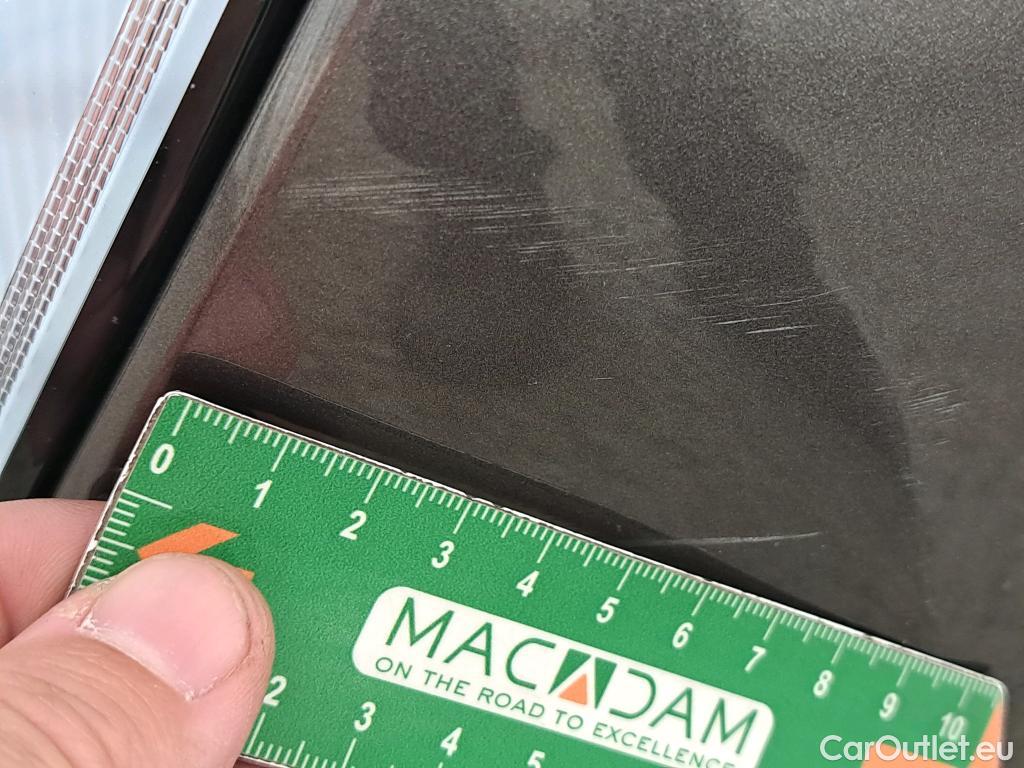 0 1 2 3 4 5 6 7 8 9 10
MACADAM
ON THE ROAD TO EXCELLENCE
2 3 4 5
CarOutlet.eu